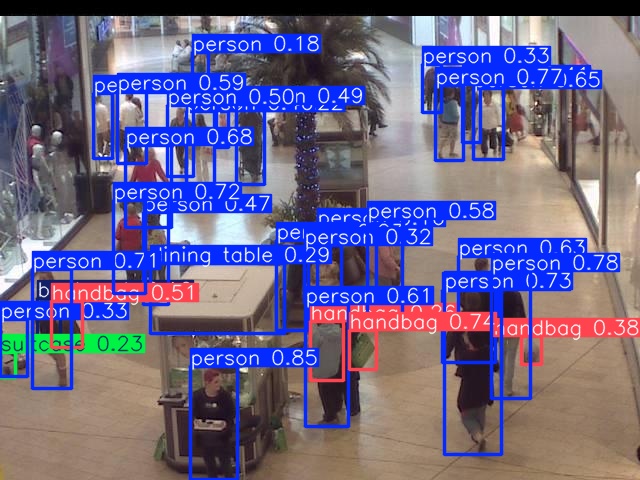 person 0.18
person 0.33
person 0.59
person 0.77
.65
person 0.50
0.49
person 0.68
person 0.72
0.47
person 0.58
person 0.32
dining table 0.29
person 0.63
person 0.71
person 0.78
person 0.73
handbag 0.51
person 0.61
person 0.33
handbag 0.74
handbag 0.38
suitcase 0.23
person 0.85